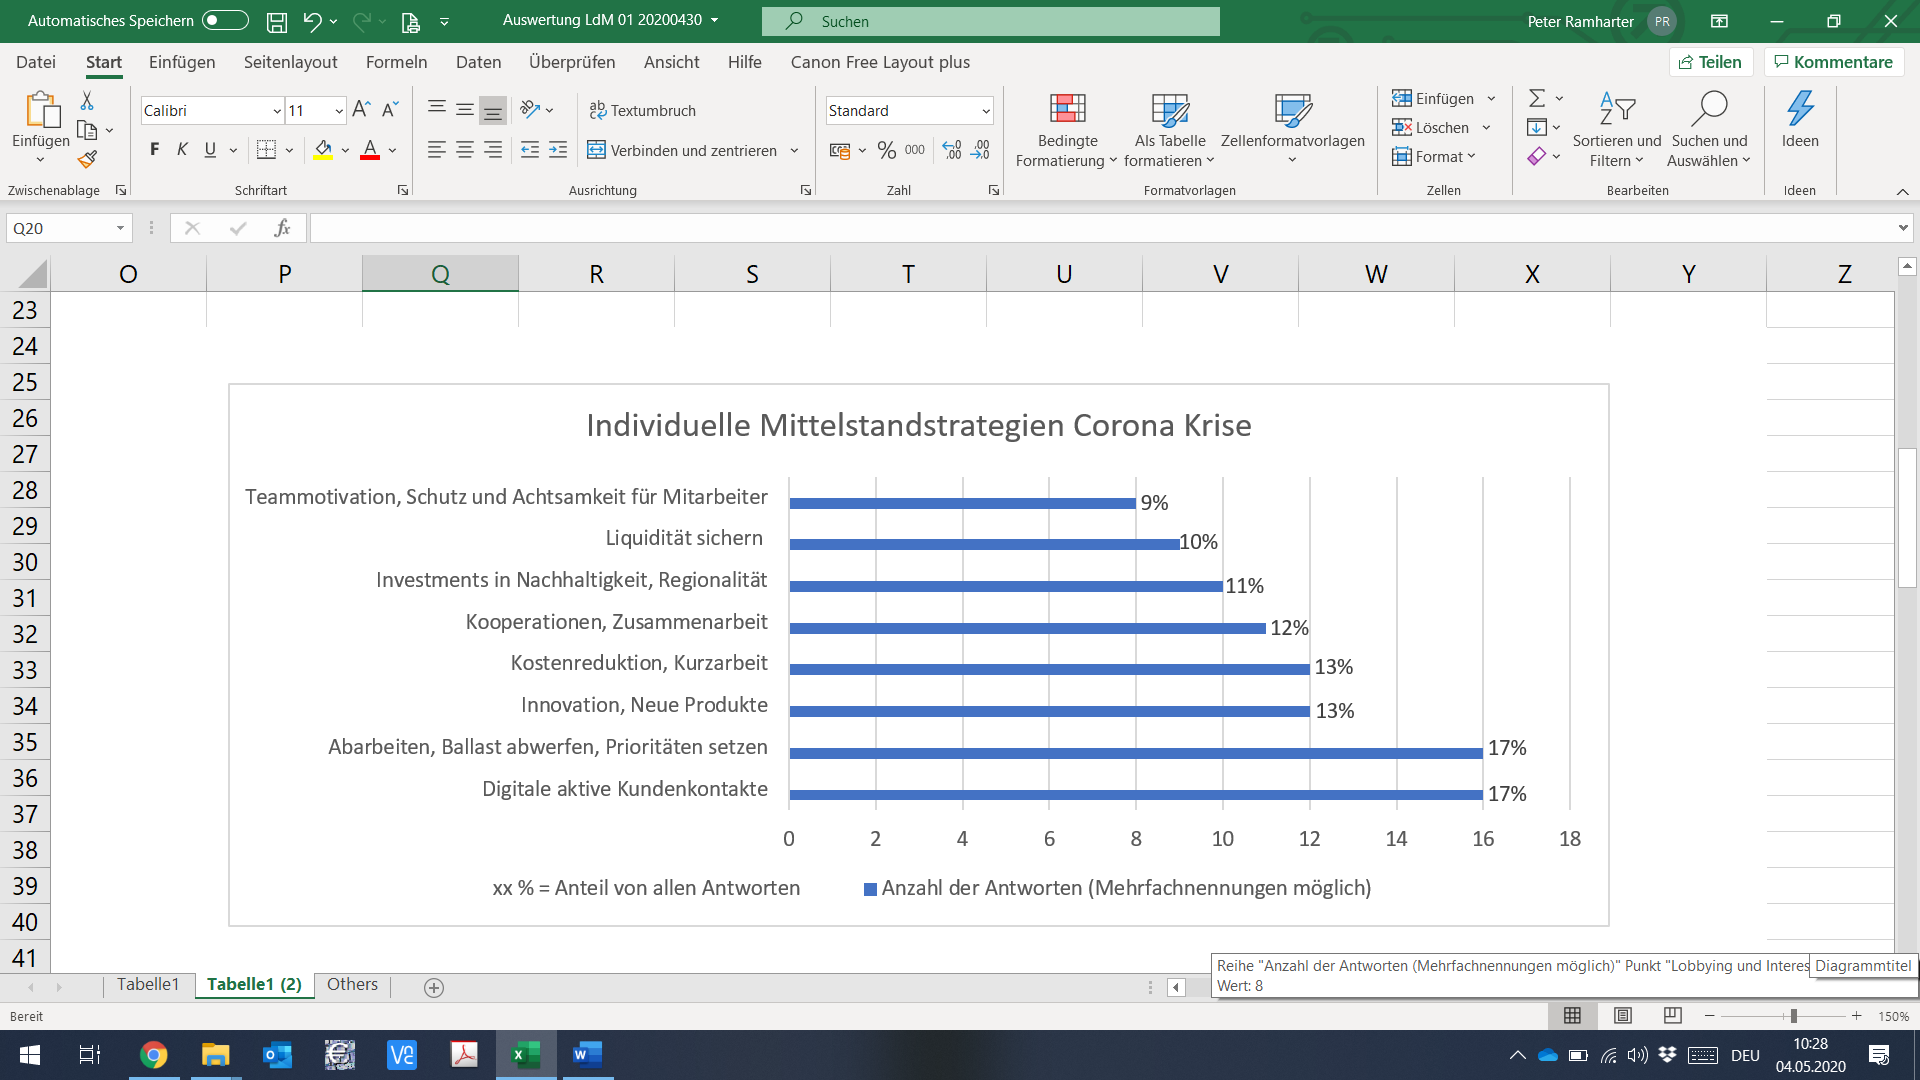 Automatisches Speichern
Auswertung LdM 01 20200430
Suchen
Peter Ramharter PR
Datei Start Einfügen Seitenlayout Formeln Daten Überprüfen Ansicht Hilfe Canon Free Layout plus Teilen Kommentare
Einfügen
Zwischenablage
Calibri 11
F K U
Schriftart
Textumbruch
Verbinden und zentrieren
Ausrichtung
Standard
% 000
Zahl
Bedingte Formatierung
Als Tabelle formatieren
Zellenformatvorlagen
Formatvorlagen
Einfügen
Löschen
Format
Zellen
Sortieren und Filtern
Suchen und Auswählen
Bearbeiten
Ideen
Ideen
Q20 fx
O P Q R S T U V W X Y Z
23
24
25
26
27
28
29
30
31
32
33
34
35
36
37
38
39
40
41
Individuelle Mittelstandstrategien Corona Krise
Teammotivation, Schutz und Achtsamkeit für Mitarbeiter 9%
Liquidität sichern 10%
Investments in Nachhaltigkeit, Regionalität 11%
Kooperationen, Zusammenarbeit 12%
Kostenreduktion, Kurzarbeit 13%
Innovation, Neue Produkte 13%
Abarbeiten, Ballast abwerfen, Prioritäten setzen 17%
Digitale aktive Kundenkontakte 17%
0 2 4 6 8 10 12 14 16 18
xx % = Anteil von allen Antworten Anzahl der Antworten (Mehrfachnennungen möglich)
Reihe "Anzahl der Antworten (Mehrfachnennungen möglich)" Punkt "Lobbying und Interes
Wert: 8
Diagrammtitel
Tabelle1 Tabelle1 (2) Others
Bereit
150%
DEU
10:28
04.05.2020